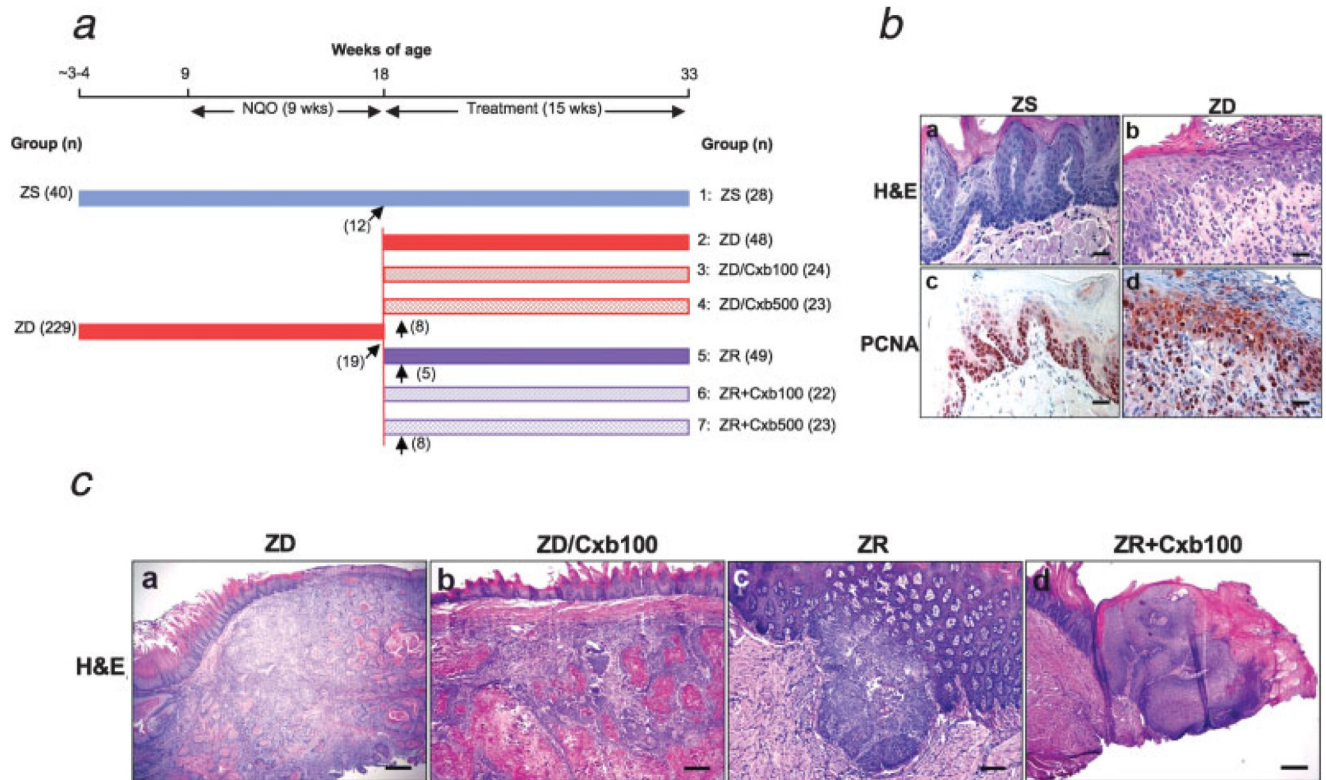 a
Weeks of age
~3-4 9 18 33
NQO (9 wks) Treatment (15 wks)
Group (n) Group (n)
ZS (40) 1: ZS (28)
(12)
2: ZD (48)
3: ZD/Cxb100 (24)
4: ZD/Cxb500 (23)
ZD (229) (8)
(19) 5: ZR (49)
(5)
6: ZR+Cxb100 (22)
7: ZR+Cxb500 (23)
(8)
b
ZS ZD
a b
H&E
c d
PCNA
c
ZD ZD/Cxb100 ZR ZR+Cxb100
a b c d
H&E